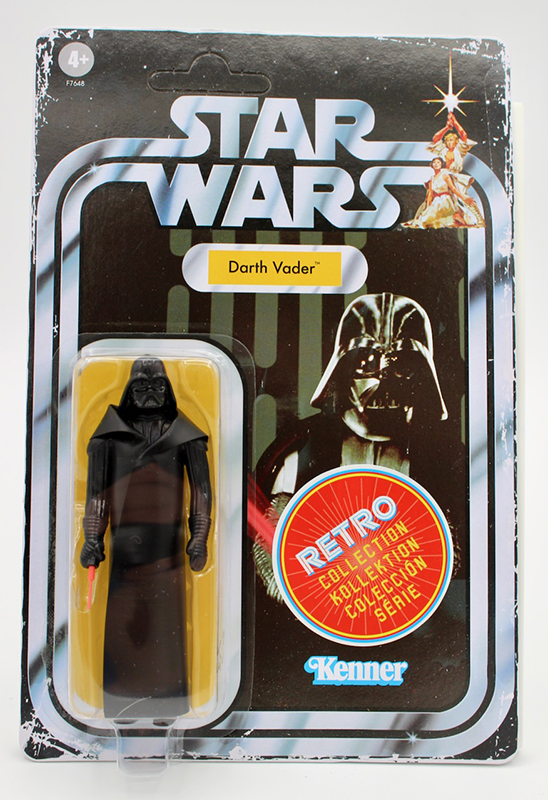 4+
F7648
STAR
WARS
Darth Vader™
RETRO
COLLECTION
KOLLEKTION
COLECCIÓN
SÉRIE
Kenner